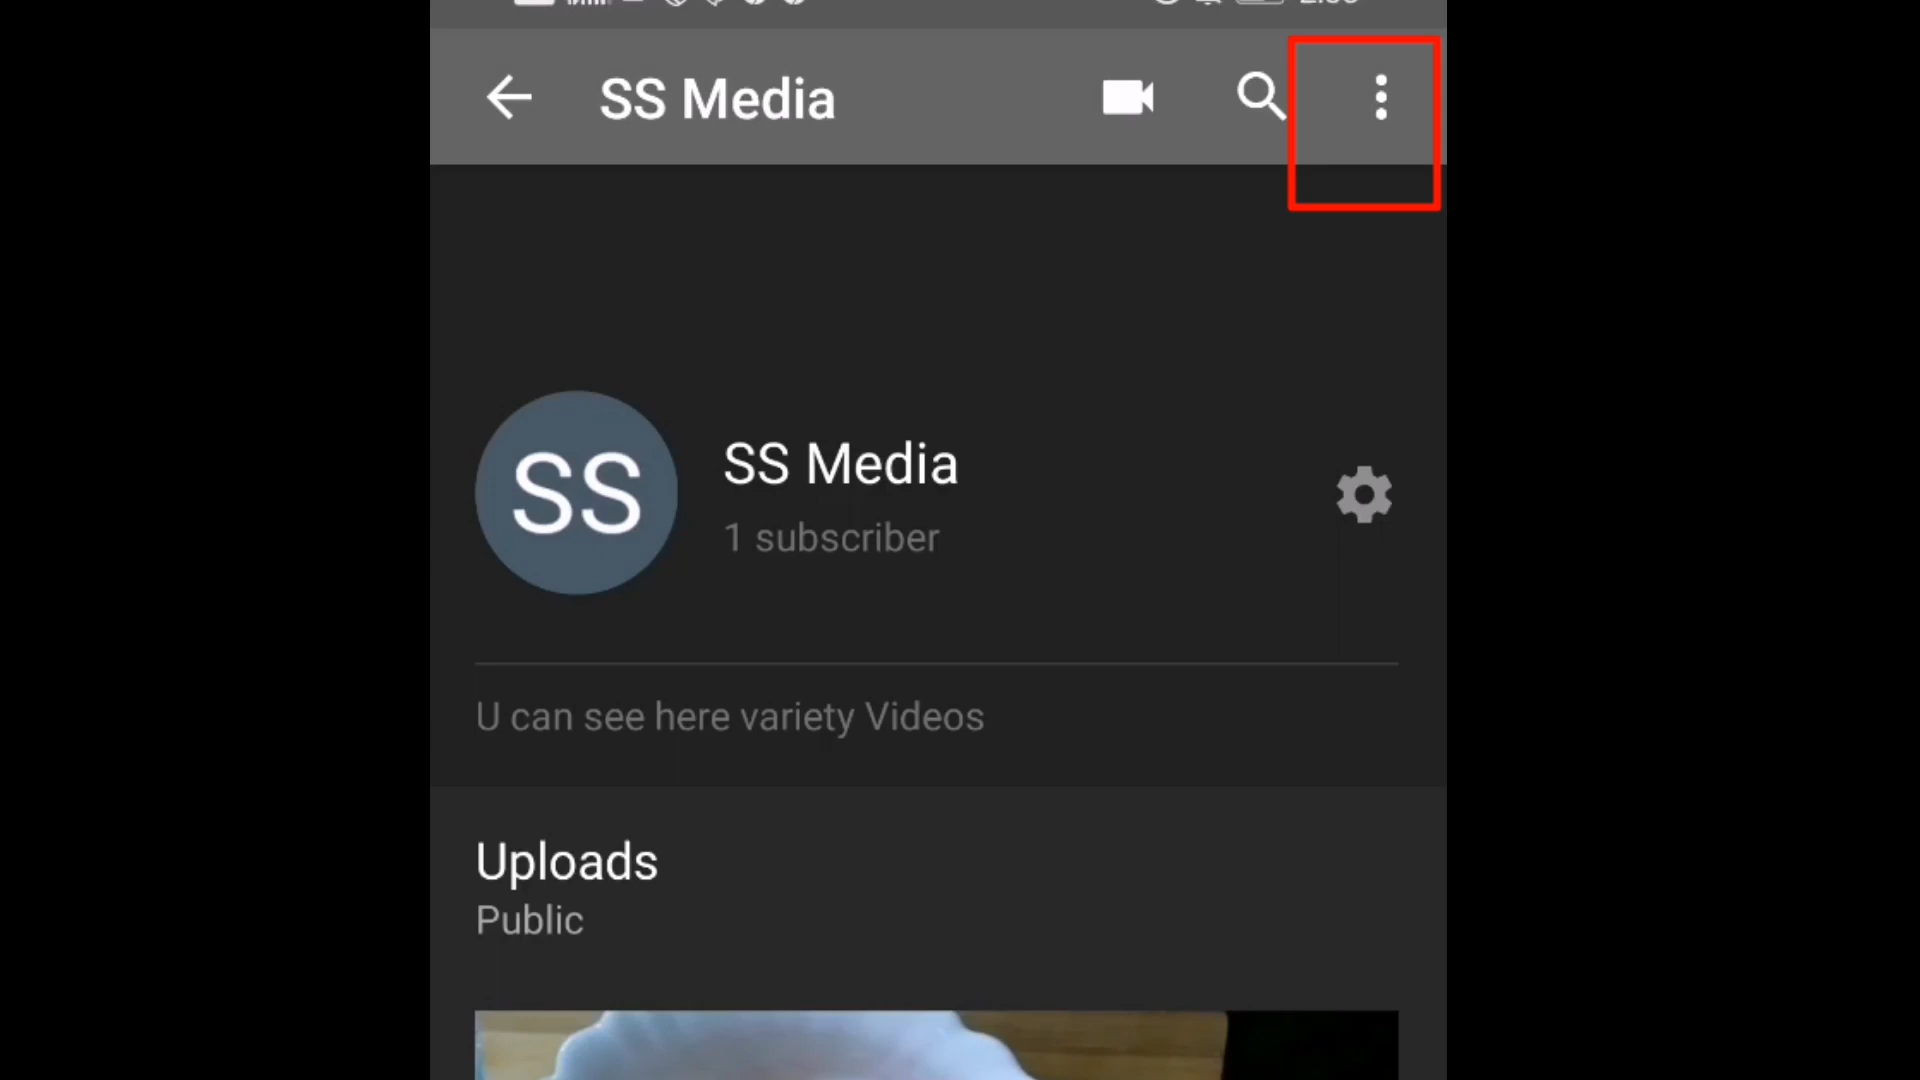 SS Media
SS
SS Media
1 subscriber
U can see here variety Videos
Uploads
Public